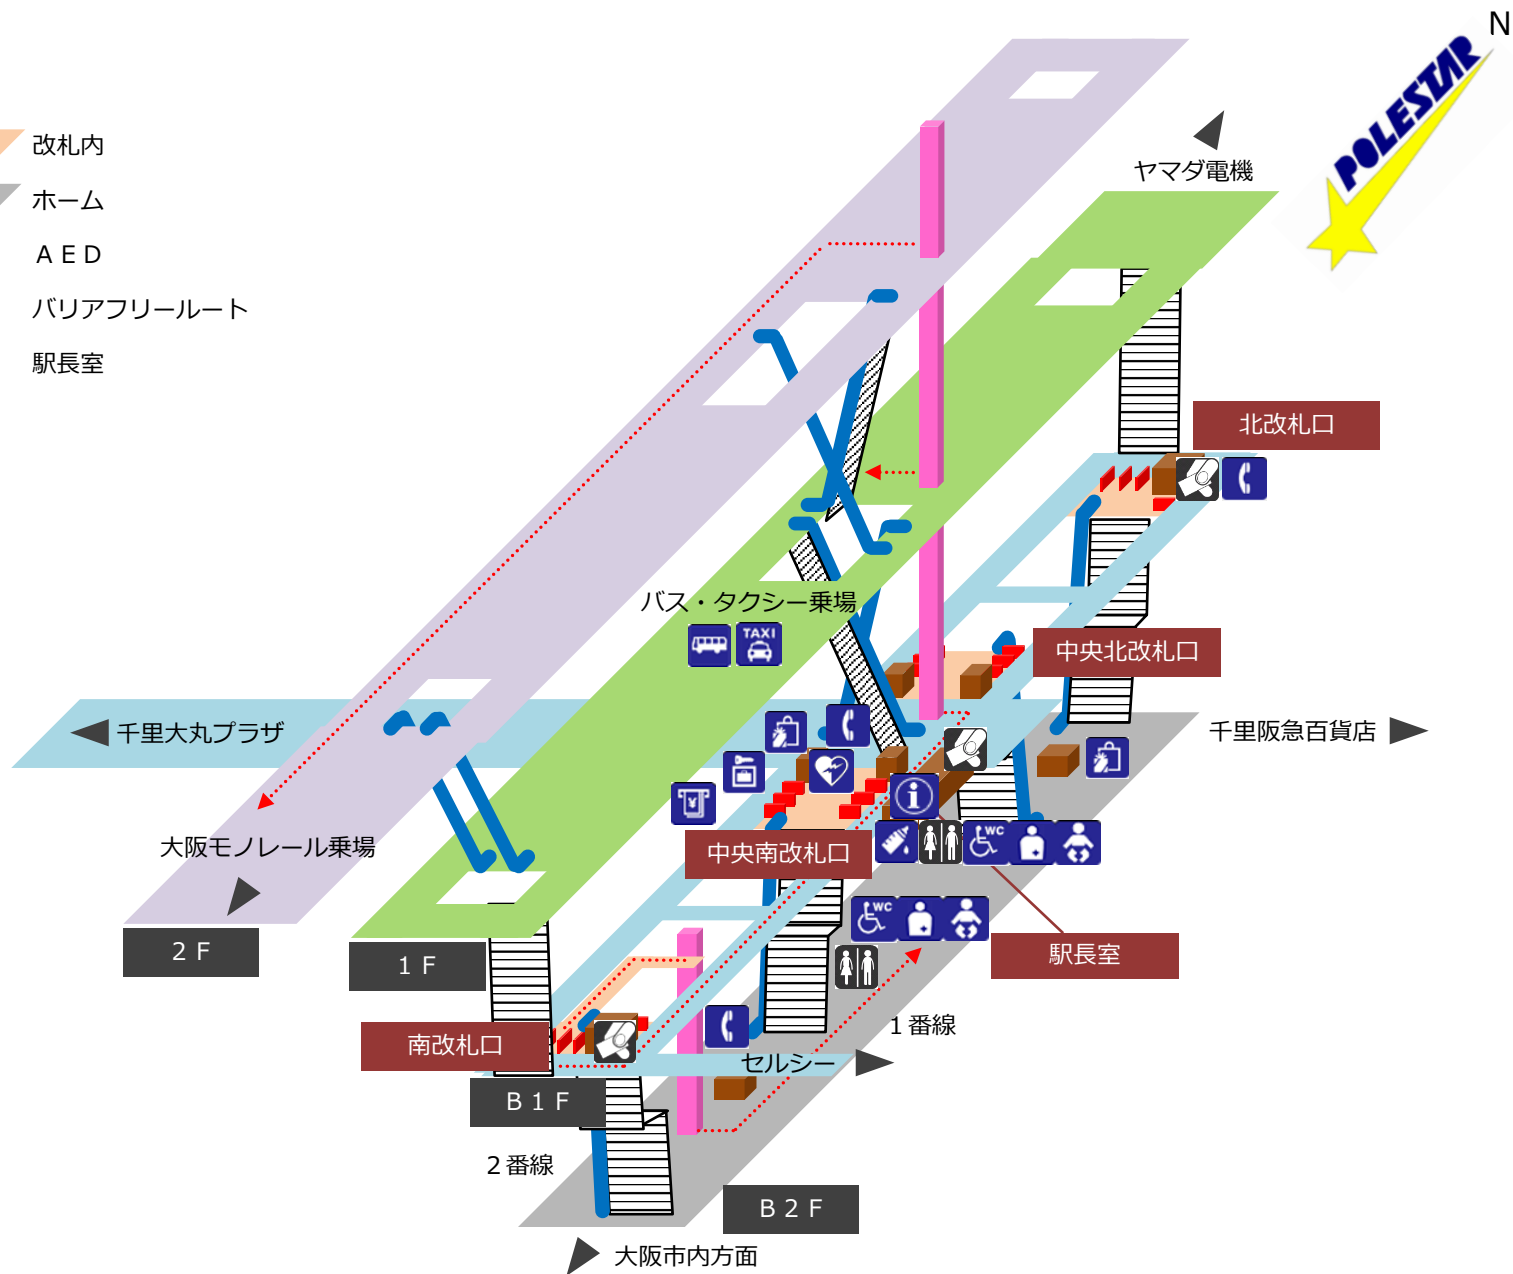 N
POLESTAR
改札内
ホーム
ＡＥＤ
バリアフリールート
駅長室
ヤマダ電機
北改札口
バス・タクシー乗場
TAXI
中央北改札口
千里大丸プラザ
千里阪急百貨店
¥
中央南改札口
WC
大阪モノレール乗場
WC
駅長室
２Ｆ
１Ｆ
１番線
南改札口
セルシー
Ｂ１Ｆ
２番線
Ｂ２Ｆ
大阪市内方面